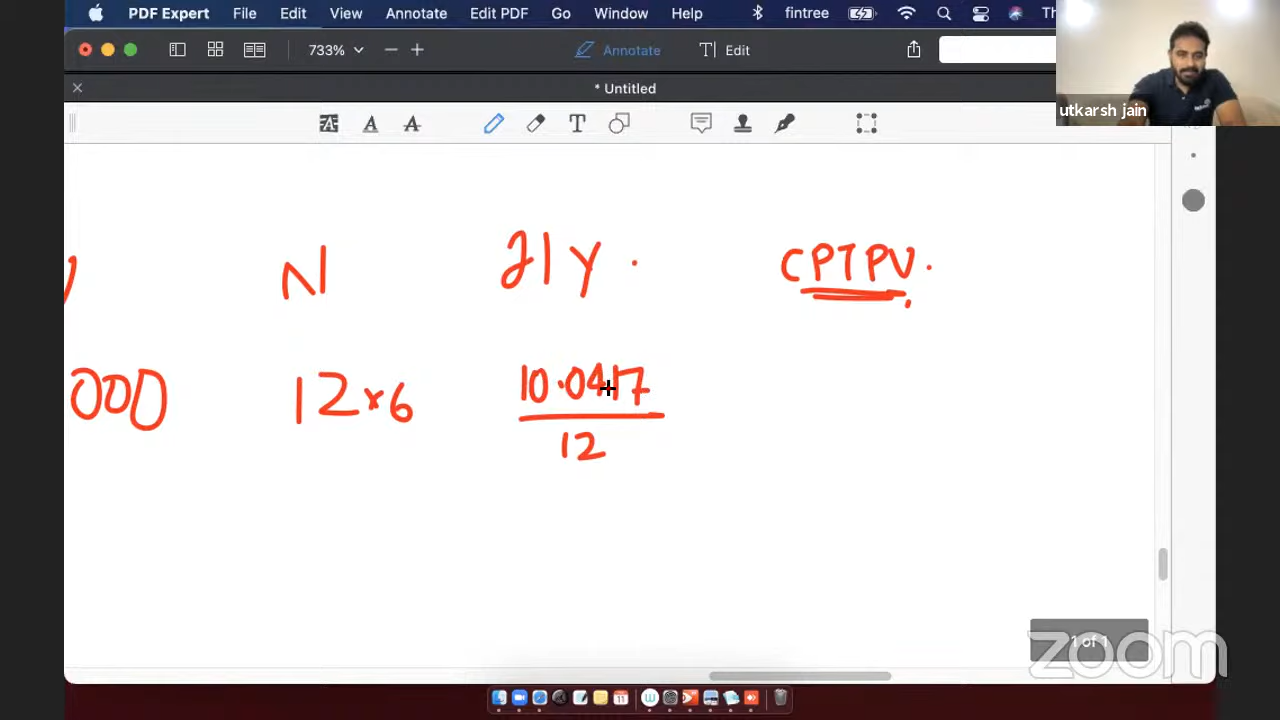 PDF Expert File Edit View Annotate Edit PDF Go Window Help fintree Th
733% Annotate T Edit
* Untitled
utkarsh jain
N I/Y . CPTPV.
000 12×6 10.0417
12
1 of 1
zoom